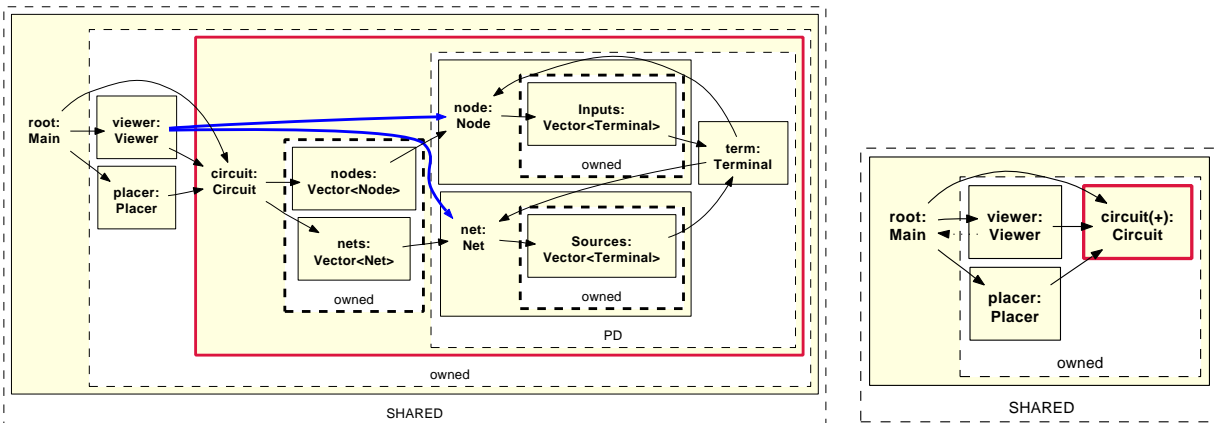 root:
Main
viewer:
Viewer
placer:
Placer
circuit:
Circuit
nodes:
Vector<Node>
nets:
Vector<Net>
owned
node:
Node
Inputs:
Vector<Terminal>
owned
term:
Terminal
net:
Net
Sources:
Vector<Terminal>
owned
PD
owned
SHARED
root:
Main
viewer:
Viewer
circuit(+):
Circuit
placer:
Placer
owned
SHARED